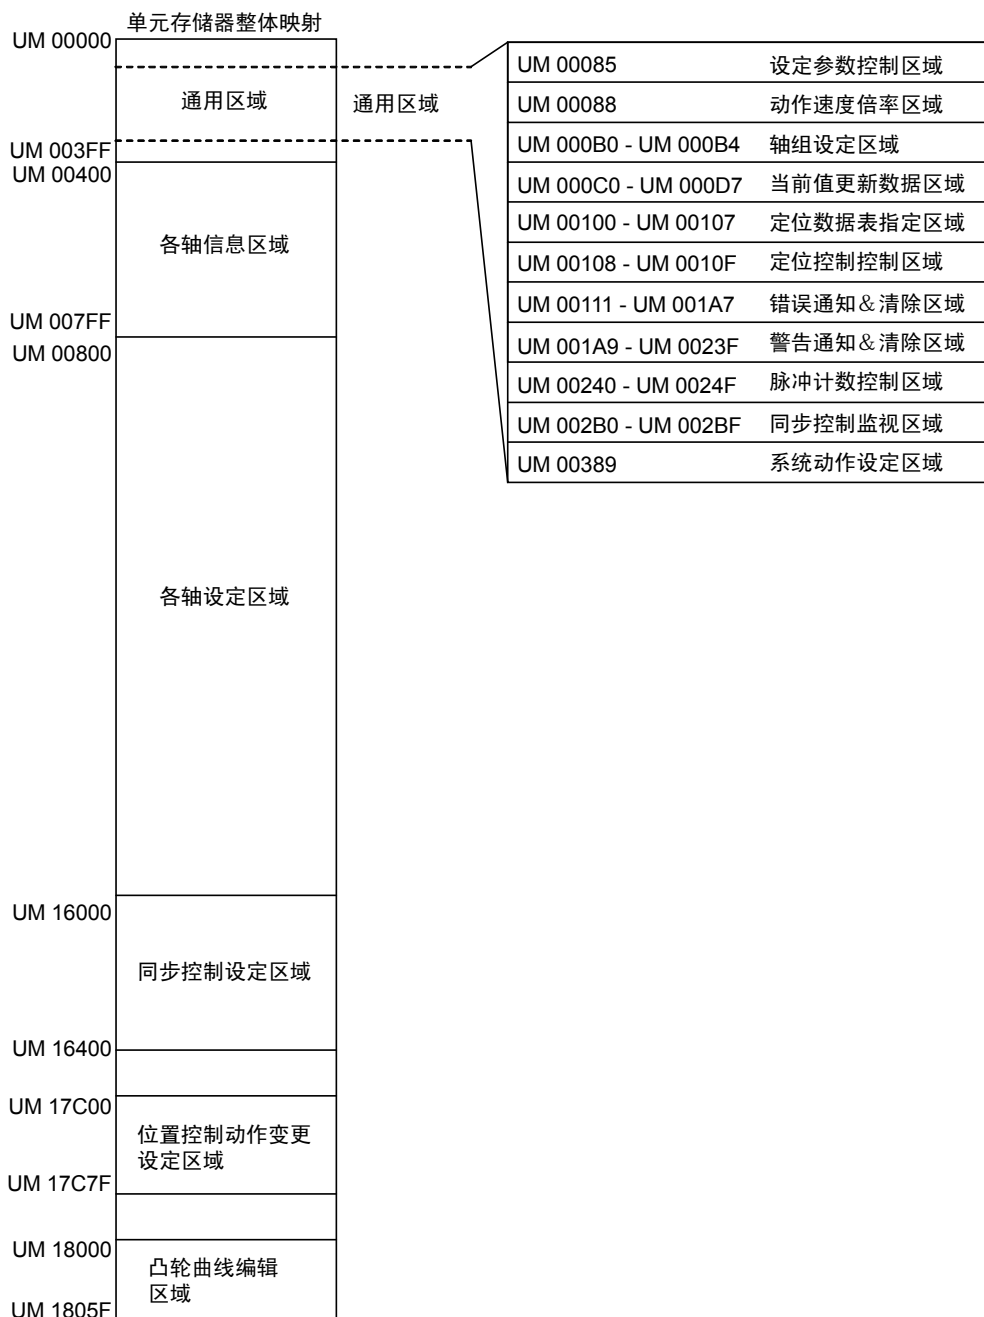 单元存储器整体映射
UM 00000
通用区域
通用区域
UM 003FF
UM 00400
各轴信息区域
UM 007FF
UM 00800
各轴设定区域
UM 16000
同步控制设定区域
UM 16400
UM 17C00
位置控制动作变更
设定区域
UM 17C7F
UM 18000
凸轮曲线编辑
区域
UM 1805F
UM 00085 设定参数控制区域
UM 00088 动作速度倍率区域
UM 000B0 - UM 000B4 轴组设定区域
UM 000C0 - UM 000D7 当前值更新数据区域
UM 00100 - UM 00107 定位数据表指定区域
UM 00108 - UM 0010F 定位控制控制区域
UM 00111 - UM 001A7 错误通知&清除区域
UM 001A9 - UM 0023F 警告通知&清除区域
UM 00240 - UM 0024F 脉冲计数控制区域
UM 002B0 - UM 002BF 同步控制监视区域
UM 00389 系统动作设定区域